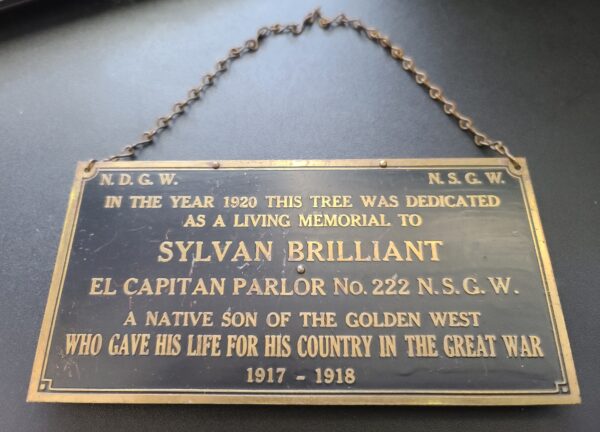 N. D. G. W. N. S. G. W.
IN THE YEAR 1920 THIS TREE WAS DEDICATED
AS A LIVING MEMORIAL TO
SYLVAN BRILLIANT
EL CAPITAN PARLOR No. 222 N. S. G. W.
A NATIVE SON OF THE GOLDEN WEST
WHO GAVE HIS LIFE FOR HIS COUNTRY IN THE GREAT WAR
1917 - 1918